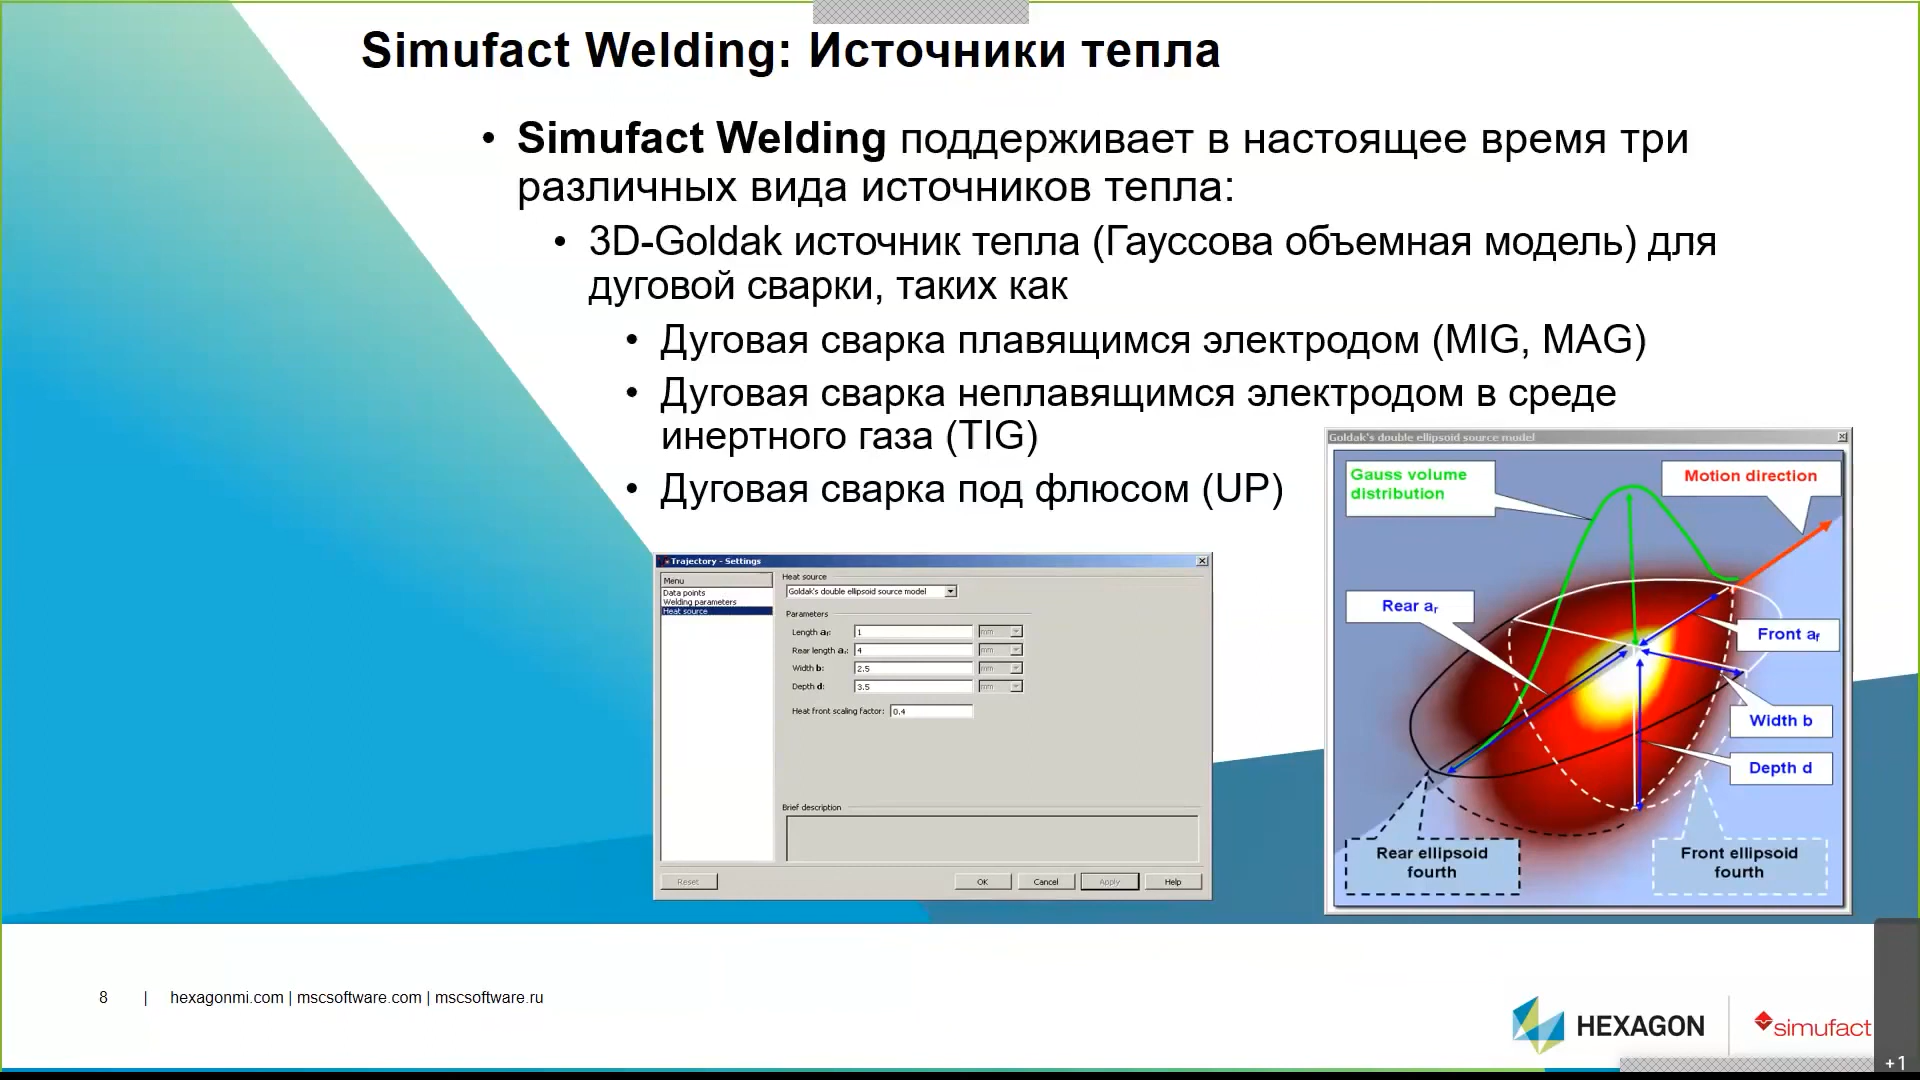 Simufact Welding: Источники тепла
• Simufact Welding поддерживает в настоящее время три
различных вида источников тепла:
• 3D-Goldak источник тепла (Гауссова объемная модель) для
дуговой сварки, таких как
• Дуговая сварка плавящимся электродом (MIG, MAG)
• Дуговая сварка неплавящимся электродом в среде
инертного газа (TIG)
• Дуговая сварка под флюсом (UP)
Trajectory - Settings
Menu
Data points
Welding parameters
Heat source
Heat source
Goldak's double ellipsoid source model
Parameters
Length af: 1 mm
Rear length ar: 4 mm
Width b: 2.5 mm
Depth d: 3.5 mm
Heat front scaling factor: 0.4
Brief description
Reset OK Cancel Apply Help
Goldak's double ellipsoid source model
Gauss volume
distribution
Motion direction
Rear ar
Front af
Width b
Depth d
Rear ellipsoid
fourth
Front ellipsoid
fourth
8 | hexagonmi.com | mscsoftware.com | mscsoftware.ru
HEXAGON
simufact
+1